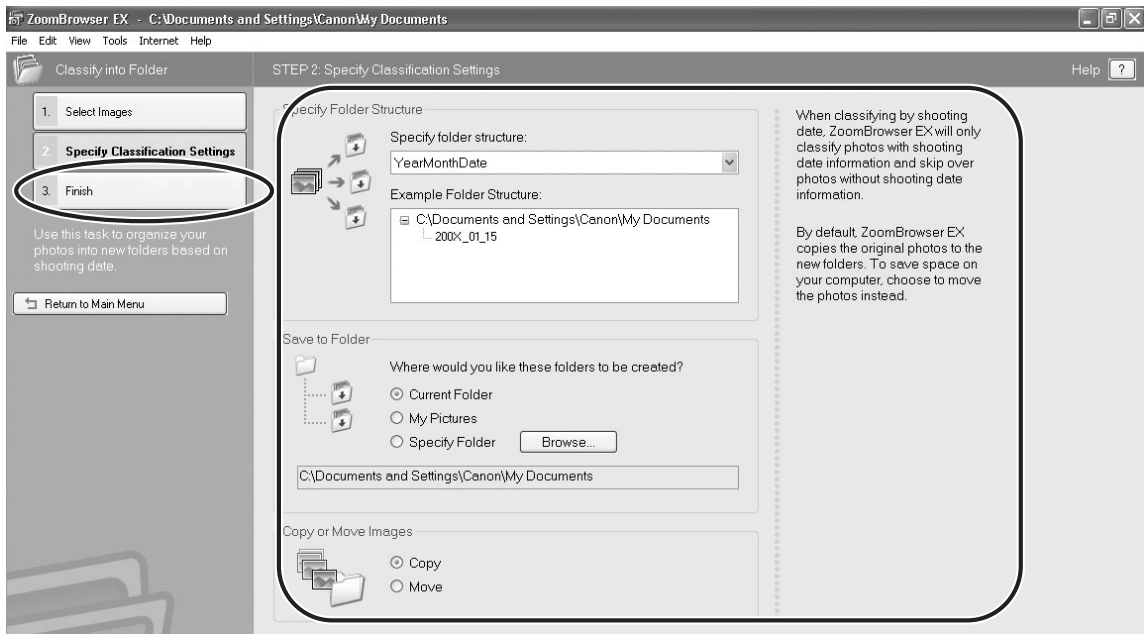 ZoomBrowser EX - C:\Documents and Settings\Canon\My Documents
File Edit View Tools Internet Help
Classify into Folder
STEP 2: Specify Classification Settings
Help ?
1. Select Images
2. Specify Classification Settings
3. Finish
Use this task to organize your
photos into new folders based on
shooting date.
Return to Main Menu
Specify Folder Structure
Specify folder structure:
YearMonthDate
Example Folder Structure:
C:\Documents and Settings\Canon\My Documents
200X_01_15
Save to Folder
Where would you like these folders to be created?
Current Folder
My Pictures
Specify Folder Browse...
C:\Documents and Settings\Canon\My Documents
Copy or Move Images
Copy
Move
When classifying by shooting
date, ZoomBrowser EX will only
classify photos with shooting
date information and skip over
photos without shooting date
information.
By default, ZoomBrowser EX
copies the original photos to the
new folders. To save space on
your computer, choose to move
the photos instead.